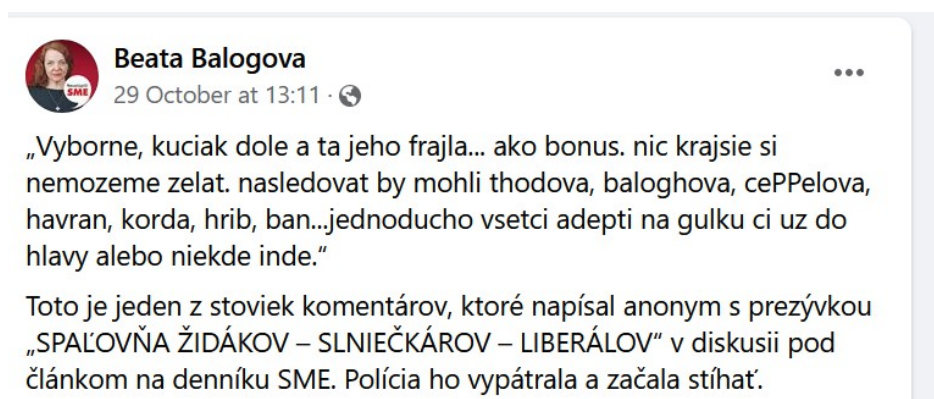 Beata Balogova
29 October at 13:11 ·
„Vyborne, kuciak dole a ta jeho frajla... ako bonus. nic krajsie si
nemozeme zelat. nasledovat by mohli thodova, baloghova, cePPelova,
havran, korda, hrib, ban...jednoducho vsetci adepti na gulku ci uz do
hlavy alebo niekde inde.“
Toto je jeden z stoviek komentárov, ktoré napísal anonym s prezývkou
„SPAĽOVŇA ŽIDÁKOV – SLNIEČKÁROV – LIBERÁLOV“ v diskusii pod
článkom na denníku SME. Polícia ho vypátrala a začala stíhať.